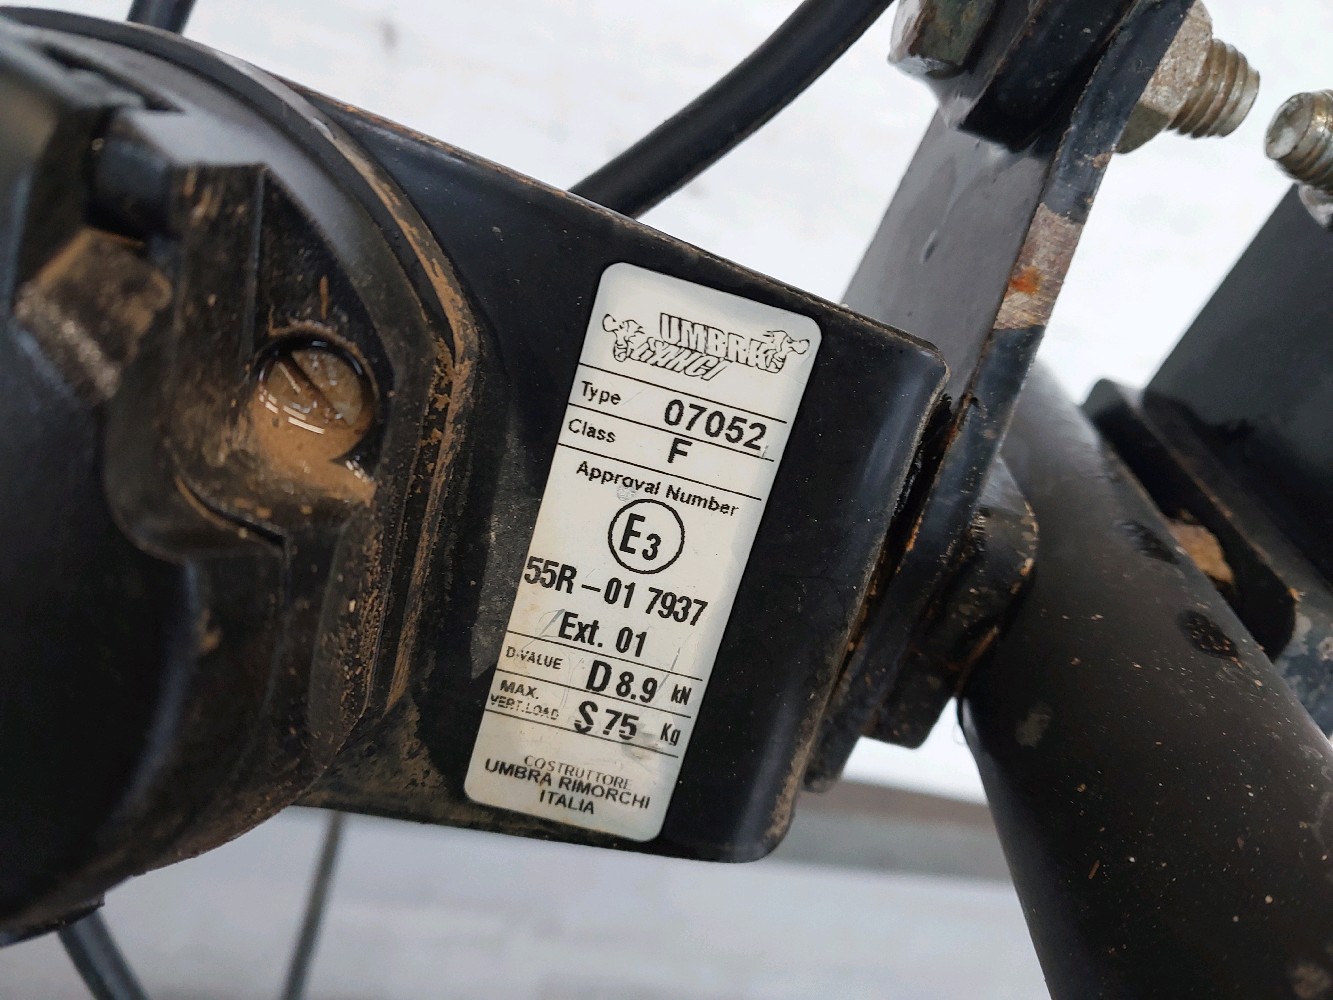 UMBRA
GANCI
Type 07052
Class F
Approval Number
E3
55R-01 7937
Ext. 01
D-VALUE D 8.9 kN
MAX.
VERT.LOAD S 75 Kg
COSTRUTTORE
UMBRA RIMORCHI
ITALIA